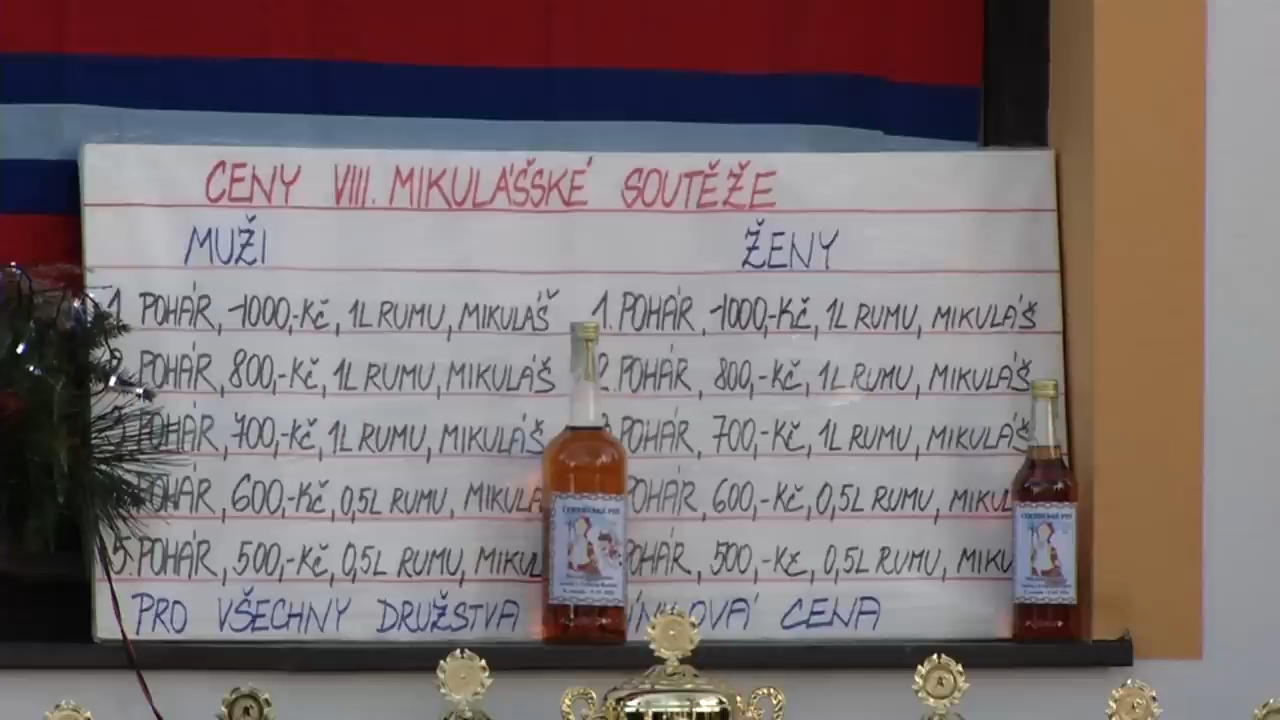 CENY VIII. MIKULÁŠSKÉ SOUTĚŽE
MUŽI ŽENY
1. POHÁR, 1000,-Kč, 1L RUMU, MIKULÁŠ 1. POHÁR, 1000,-Kč, 1L RUMU, MIKULÁŠ
POHÁR, 800,-Kč, 1L RUMU, MIKULÁŠ 2. POHÁR, 800,-Kč, 1L RUMU, MIKULÁŠ
POHÁR, 700,-Kč, 1L RUMU, MIKULÁŠ POHÁR, 700,-Kč, 1L RUMU, MIKULÁŠ
POHÁR, 600,-Kč, 0,5L RUMU, MIKULÁ POHÁR, 600,-Kč, 0,5L RUMU, MIKUL
5. POHÁR, 500,-Kč, 0,5L RUMU, MIKUL POHÁR, 500,-Kč, 0,5L RUMU, MIKU
PRO VŠECHNY DRUŽSTVA CENA